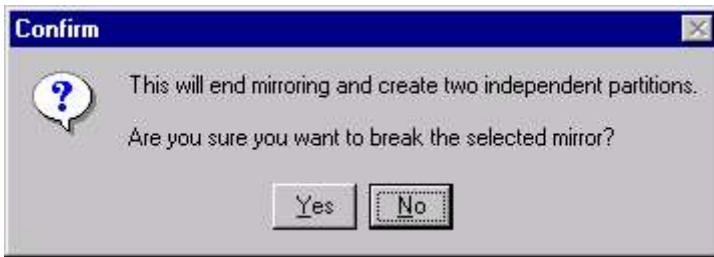 Confirm
This will end mirroring and create two independent partitions.
Are you sure you want to break the selected mirror?
Yes No